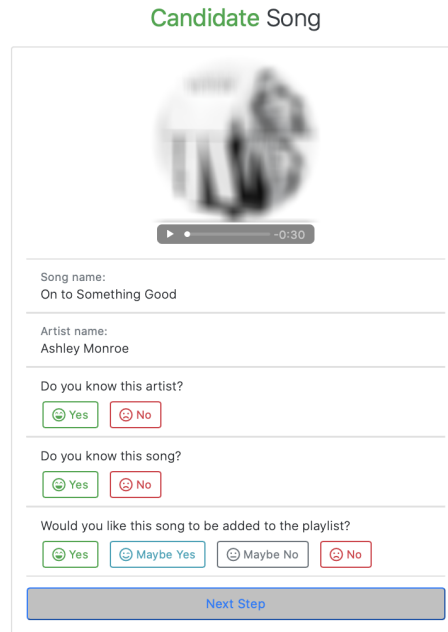 Candidate Song
-0:30
Song name:
On to Something Good
Artist name:
Ashley Monroe
Do you know this artist?
Yes No
Do you know this song?
Yes No
Would you like this song to be added to the playlist?
Yes Maybe Yes Maybe No No
Next Step